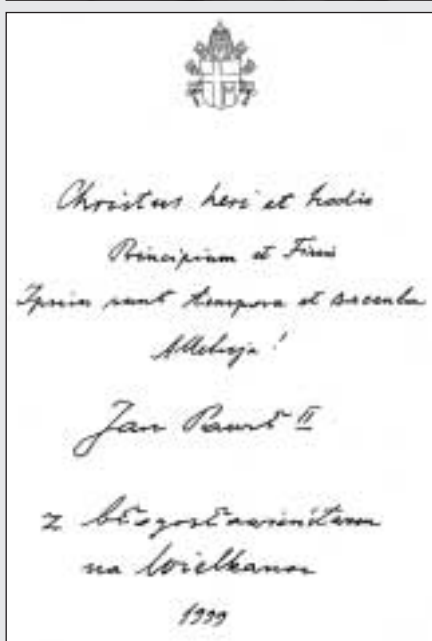 Christus heri et hodie
Principium et Finis
Ipsius sunt tempora et saecula
Alleluja!
Jan Paweł II
z błogosławieństwem
na Wielkanoc
1999